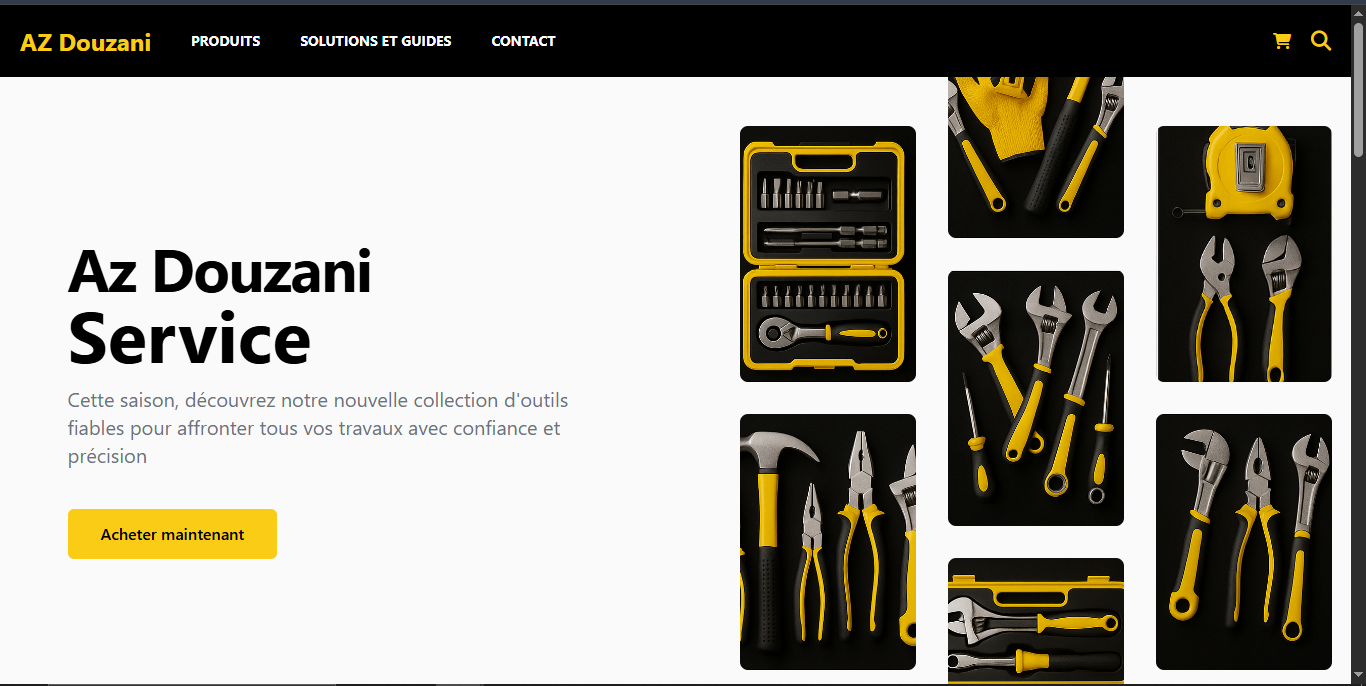 AZ Douzani
PRODUITS
SOLUTIONS ET GUIDES
CONTACT
Az Douzani
Service
Cette saison, découvrez notre nouvelle collection d'outils
fiables pour affronter tous vos travaux avec confiance et
précision
Acheter maintenant